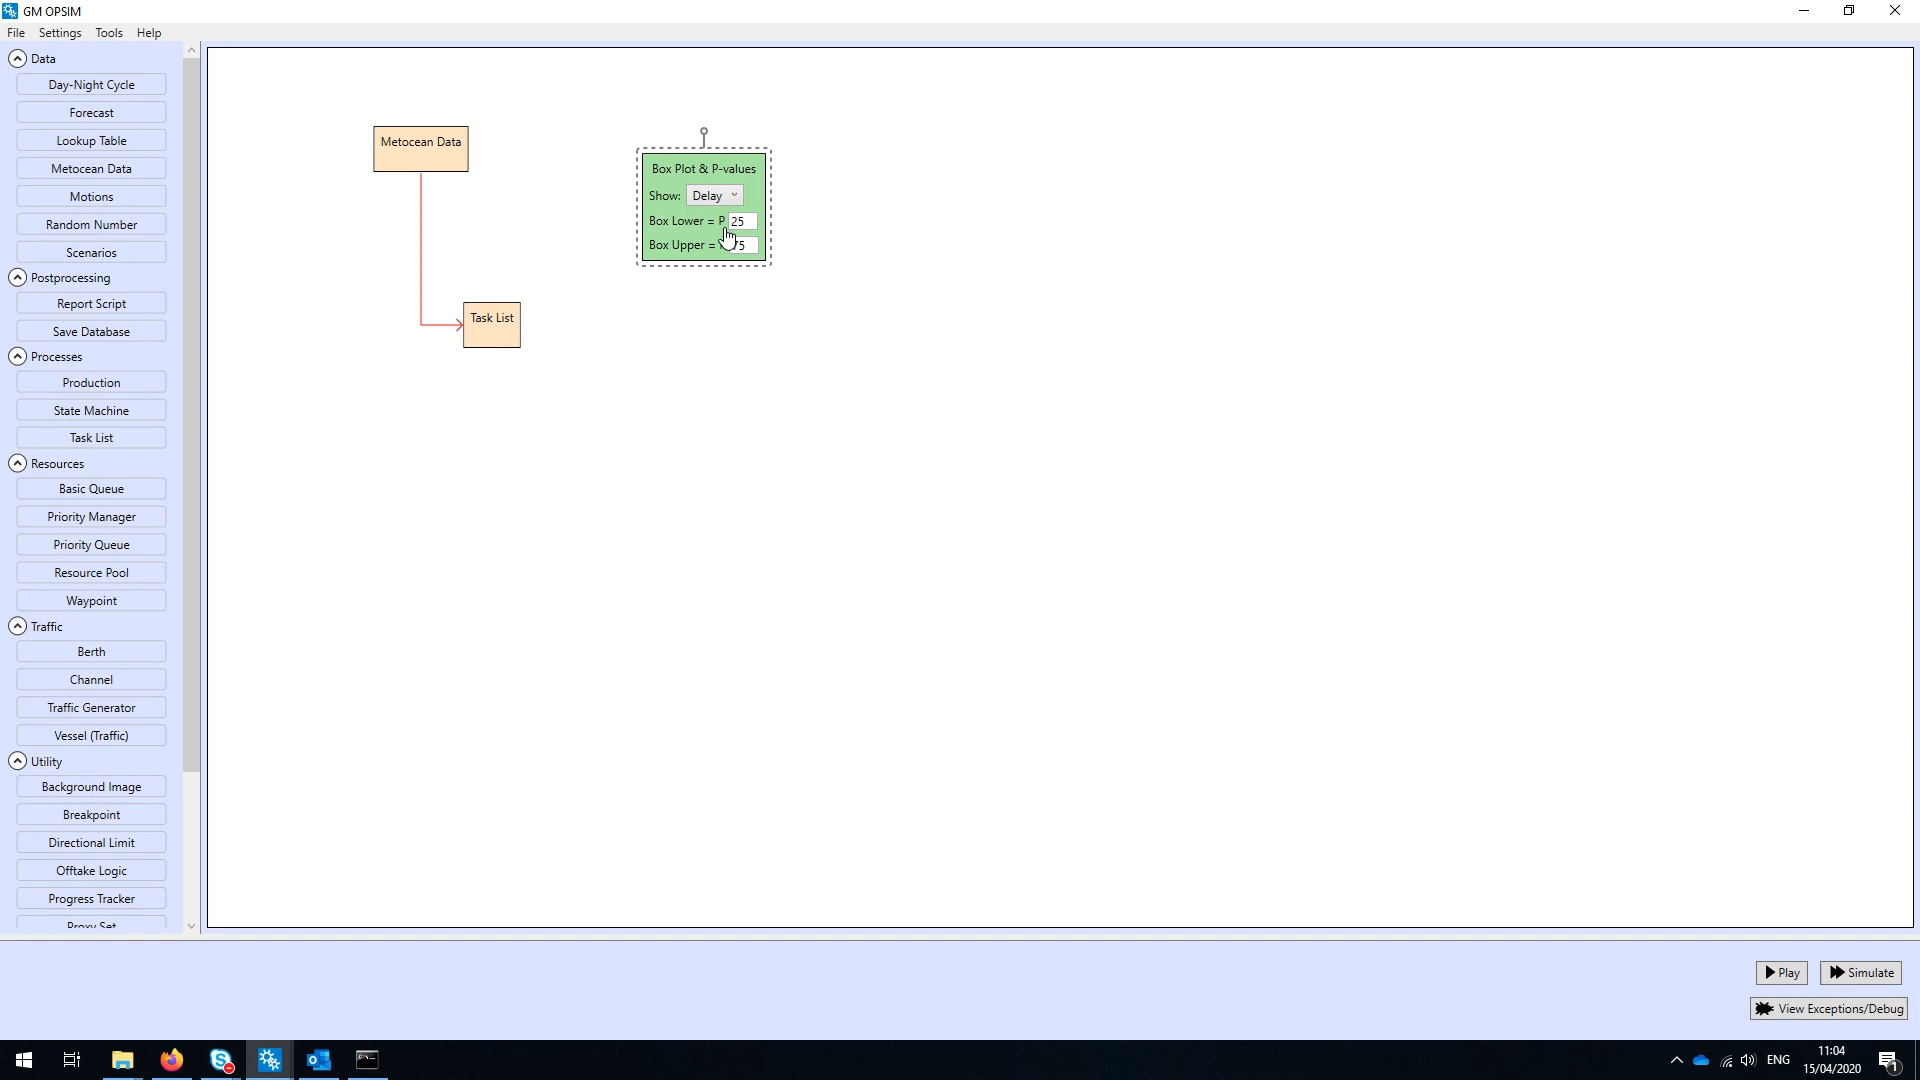 GM OPSIM
File Settings Tools Help
Data
Day-Night Cycle
Forecast
Lookup Table
Metocean Data
Motions
Random Number
Scenarios
Postprocessing
Report Script
Save Database
Processes
Production
State Machine
Task List
Resources
Basic Queue
Priority Manager
Priority Queue
Resource Pool
Waypoint
Traffic
Berth
Channel
Traffic Generator
Vessel (Traffic)
Utility
Background Image
Breakpoint
Directional Limit
Offtake Logic
Progress Tracker
Proxy Set
Metocean Data
Task List
Box Plot & P-values
Show: Delay
Box Lower = P 25
Box Upper = 75
Play
Simulate
View Exceptions/Debug
ENG
11:04
15/04/2020
1